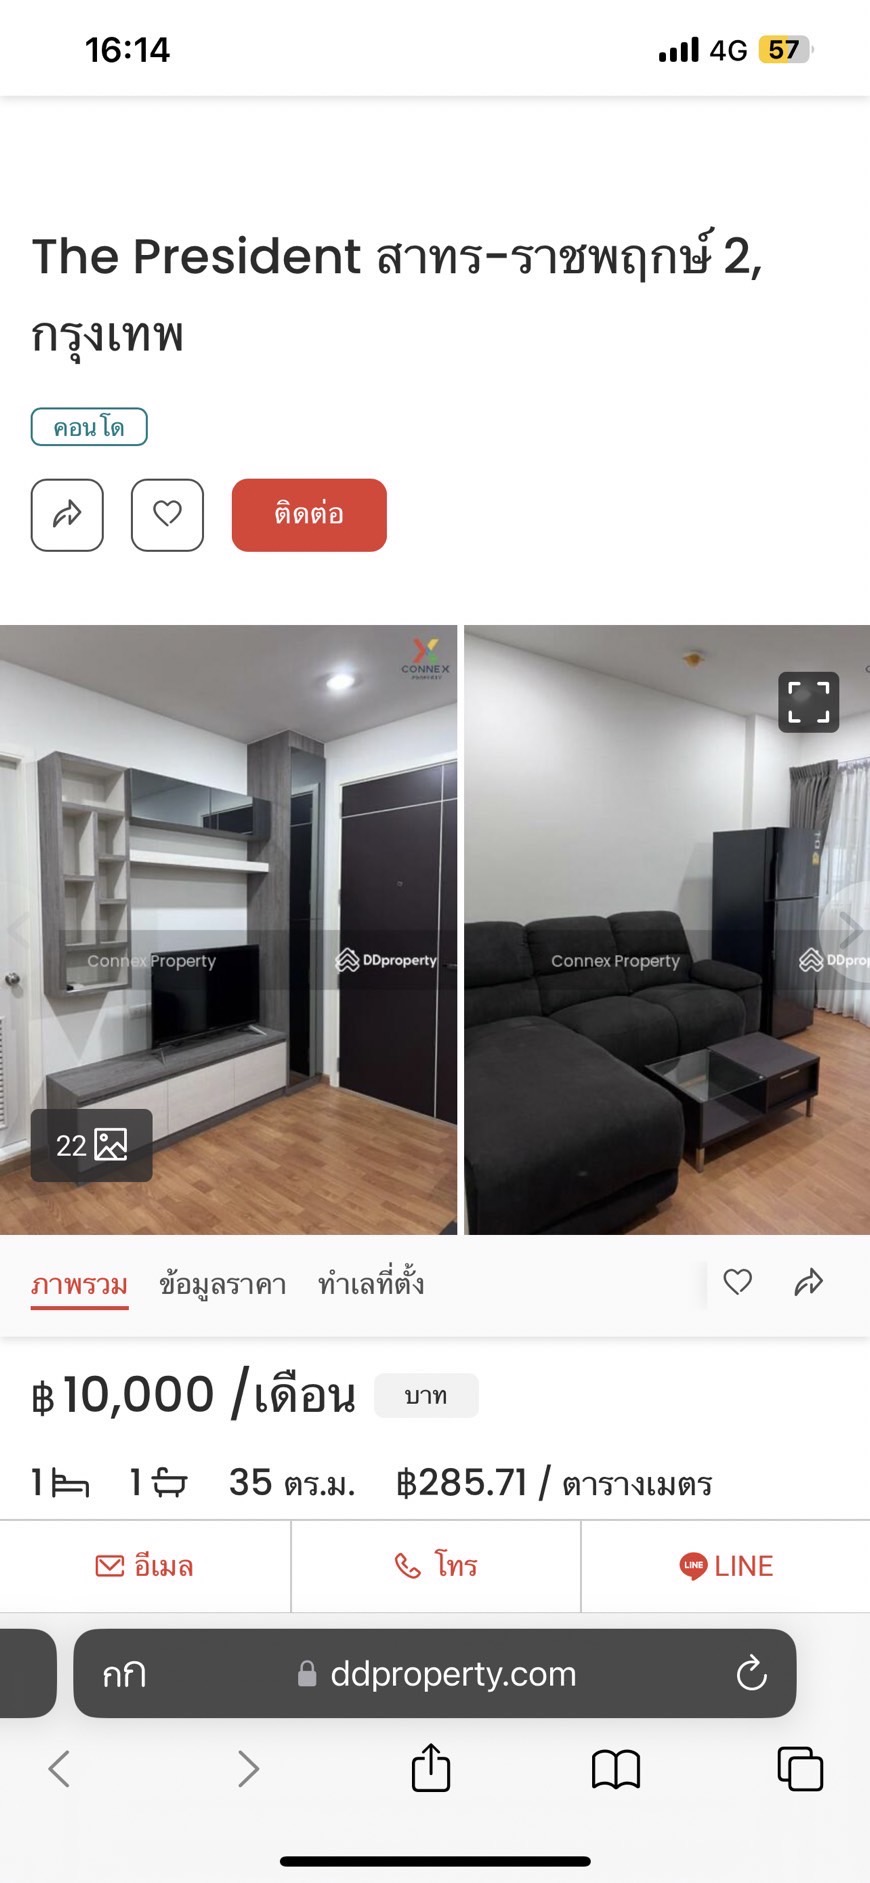 16:14
4G 57
The President สาทร-ราชพฤกษ์ 2,
กรุงเทพ
คอนโด
ติดต่อ
CONNEX
PROPERTY
Connex Property
DDproperty
Connex Property
DDprop
22
ภาพรวม ข้อมูลราคา ทำเลที่ตั้ง
฿10,000 /เดือน บาท
1 1 35 ตร.ม. ฿285.71 / ตารางเมตร
อีเมล โทร LINE LINE
กก ddproperty.com